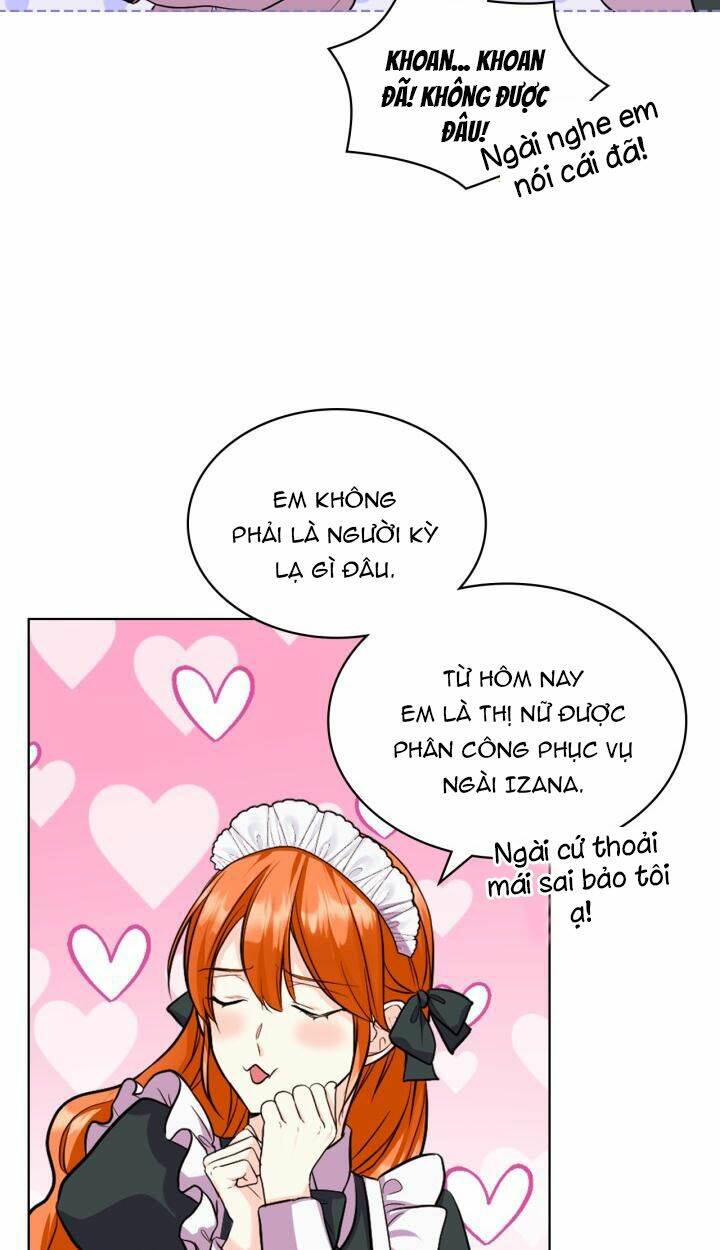 KHOAN... KHOAN
ĐÃ! KHÔNG ĐƯỢC
ĐÂU!
Ngài nghe em
nói cái đã!
EM KHÔNG
PHẢI LÀ NGƯỜI KỲ
LẠ GÌ ĐÂU.
TỪ HÔM NAY
EM LÀ THỊ NỮ ĐƯỢC
PHÂN CÔNG PHỤC VỤ
NGÀI IZANA.
Ngài cứ thoải
mái sai bảo tôi
ạ!